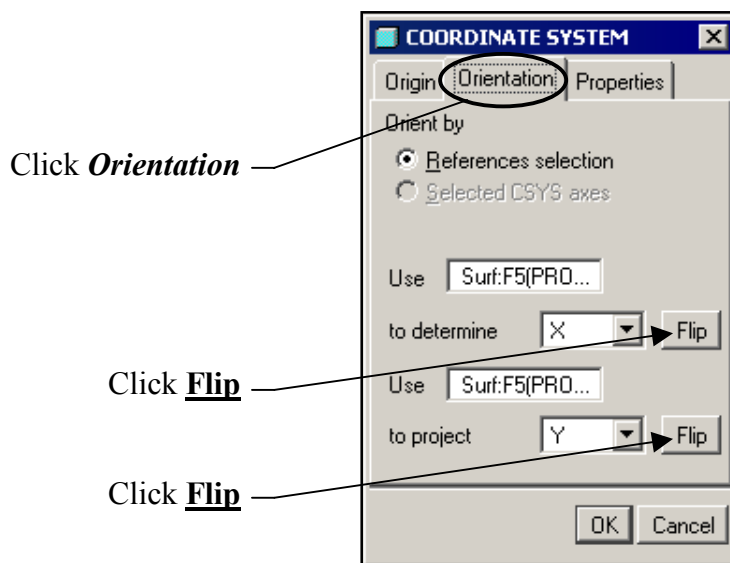 COORDINATE SYSTEM
Origin Orientation Properties
Orient by
Click Orientation
References selection
Selected CSYS axes
Use Surf:F5(PRO...
to determine X Flip
Click Flip
Use Surf:F5(PRO...
to project Y Flip
Click Flip
OK Cancel